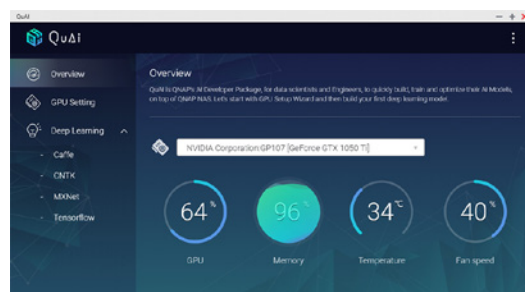 QuAI
QuAi
Overview
GPU Setting
Deep Learning
- Caffe
- CNTK
- MXNet
- Tensorflow
Overview
QuAI is QNAP's AI Developer Package, for data scientists and Engineers, to quickly build, train and optimize their AI Models,
on top of QNAP NAS. Let's start with GPU Setup Wizard and then build your first deep learning model.
NVIDIA Corporation GP107 [GeForce GTX 1050 Ti]
64%
96%
34°C
40%
GPU
Memory
Temperature
Fan speed